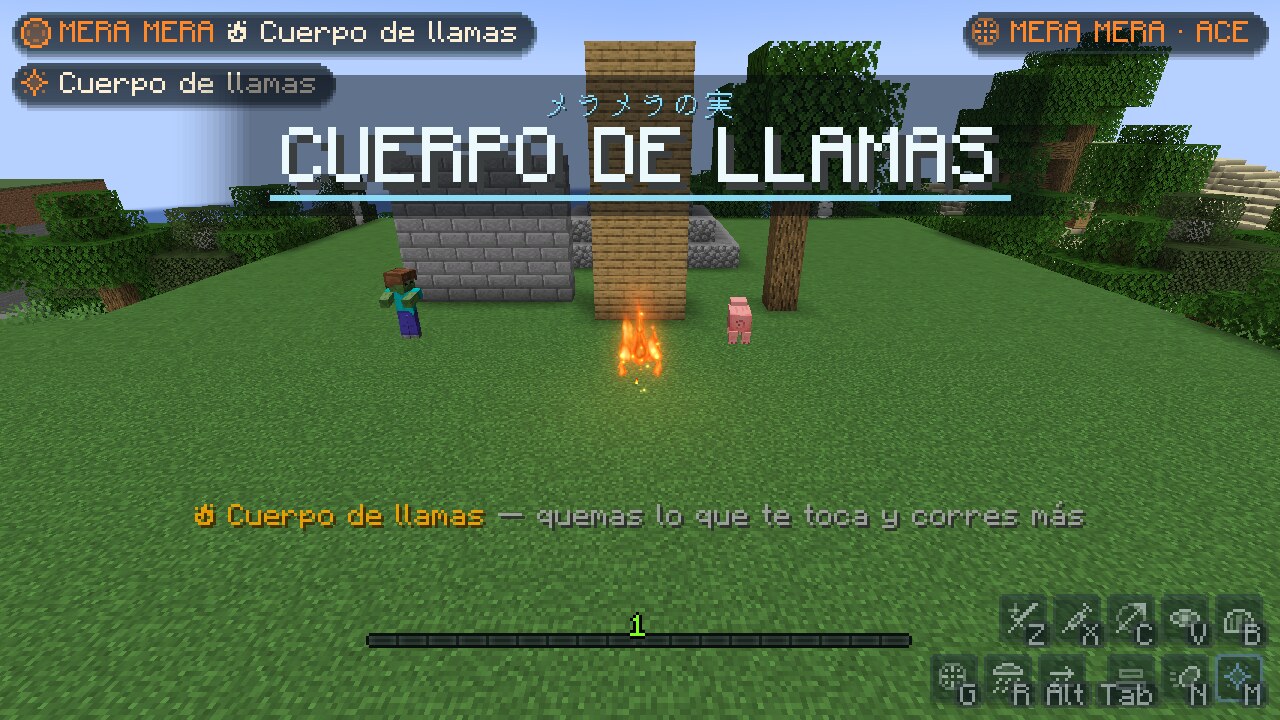 MERA MERA Cuerpo de llamas
MERA MERA · ACE
Cuerpo de llamas
メラメラの実
CUERPO DE LLAMAS
Cuerpo de llamas — quemas lo que te toca y corres más
1
Z X C V B
G R Alt Tab N M